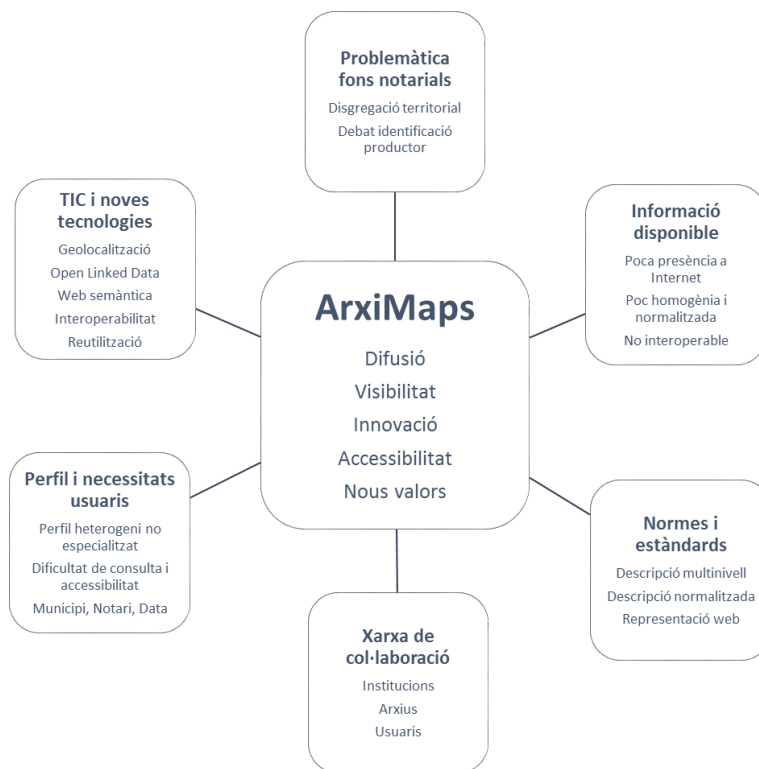 Problemàtica
fons notarials
Disgregació territorial
Debat identificació
productor
TIC i noves
tecnologies
Geolocalització
Open Linked Data
Web semàntica
Interoperabilitat
Reutilització
Informació
disponible
Poca presència a
Internet
Poc homogènia i
normalitzada
No interoperable
ArxiMaps
Difusió
Visibilitat
Innovació
Accessibilitat
Nous valors
Perfil i necessitats
usuaris
Perfil heterogeni no
especialitzat
Dificultat de consulta i
accessibilitat
Municipi, Notari, Data
Normes i
estàndards
Descripció multinivell
Descripció normalitzada
Representació web
Xarxa de
col·laboració
Institucions
Arxius
Usuaris